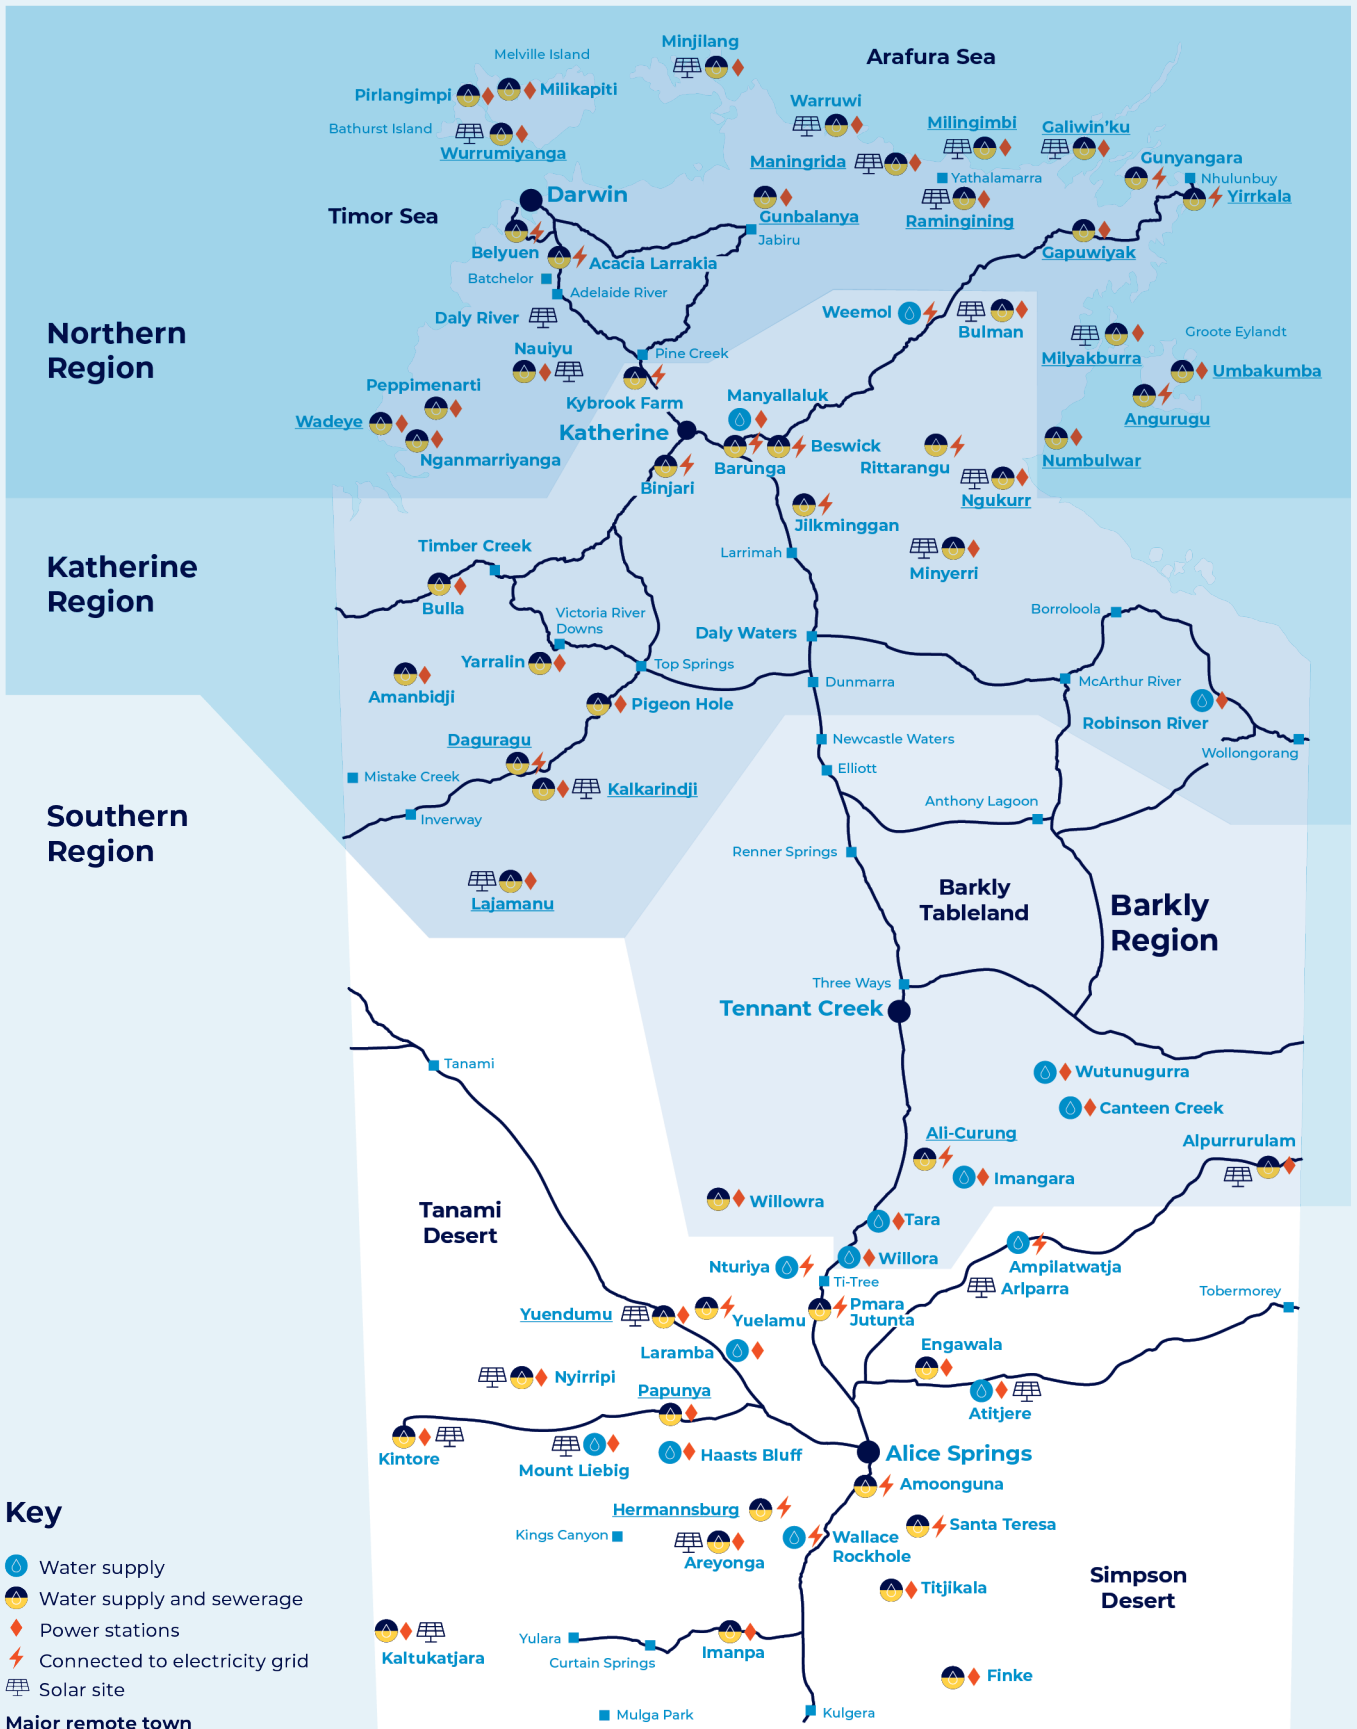 Minjilang
Arafura Sea
Melville Island
Pirlangimpi
Milikapiti
Warruwi
Bathurst Island
Wurrumiyanga
Milingimbi
Galiwin'ku
Maningrida
Gunyangara
Yathalamarra
Nhulunbuy
Yirrkala
Darwin
Timor Sea
Gunbalanya
Ramingining
Jabiru
Belyuen
Acacia Larrakia
Gapuwiyak
Batchelor
Adelaide River
Daly River
Weemol
Bulman
Northern
Region
Nauiyu
Pine Creek
Groote Eylandt
Milyakburra
Umbakumba
Peppimenarti
Kybrook Farm
Manyallaluk
Angurugu
Wadeye
Katherine
Beswick
Nganmarriyanga
Barunga
Rittarangu
Numbulwar
Binjari
Ngukurr
Jilkminggan
Timber Creek
Larrimah
Minyerri
Katherine
Region
Bulla
Victoria River
Downs
Borroloola
Daly Waters
Yarralin
Top Springs
Amanbidji
Dunmarra
McArthur River
Pigeon Hole
Robinson River
Daguragu
Newcastle Waters
Wollongorang
Mistake Creek
Elliott
Kalkarindji
Anthony Lagoon
Southern
Region
Inverway
Renner Springs
Lajamanu
Barkly
Tableland
Barkly
Region
Three Ways
Tennant Creek
Tanami
Wutunugurra
Canteen Creek
Ali-Curung
Alpurrurulam
Imangara
Tanami
Desert
Willowra
Tara
Nturiya
Willora
Ampilatwatja
Ti-Tree
Arlparra
Tobermorey
Yuendumu
Yuelamu
Pmara
Jutunta
Laramba
Engawala
Nyirripi
Papunya
Atitjere
Kintore
Mount Liebig
Haasts Bluff
Alice Springs
Amoonguna
Hermannsburg
Kings Canyon
Areyonga
Wallace
Rockhole
Santa Teresa
Simpson
Desert
Titjikala
Kaltukatjara
Yulara
Curtain Springs
Imanpa
Finke
Mulga Park
Kulgera
Key
Water supply
Water supply and sewerage
Power stations
Connected to electricity grid
Solar site
Major remote town